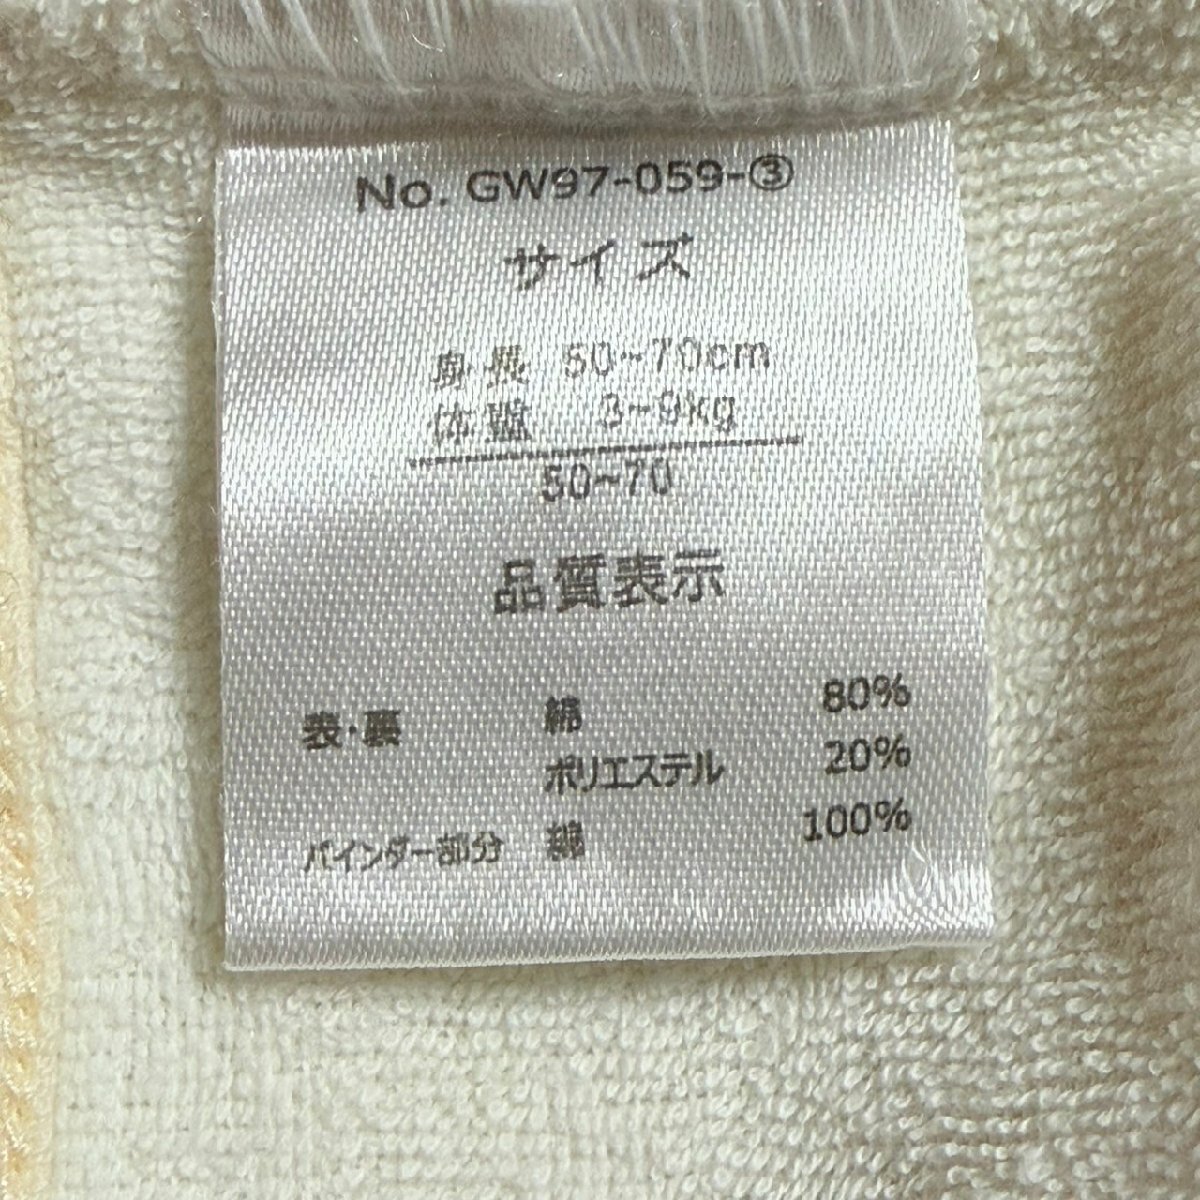 No. GW97-059-③
サイズ
身長 50~70cm
体重 3~9kg
50~70
品質表示
表・裏 綿 80%
ポリエステル 20%
バインダー部分 綿 100%